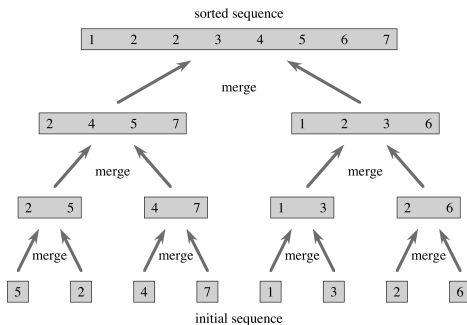 sorted sequence
1 2 2 3 4 5 6 7
merge
2 4 5 7 1 2 3 6
merge merge
2 5 4 7 1 3 2 6
merge merge merge merge
5 2 4 7 1 3 2 6
initial sequence